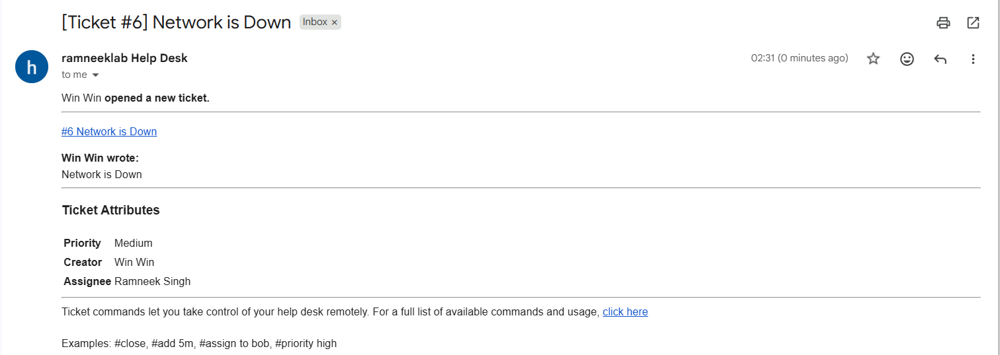 [Ticket #6] Network is Down Inbox ×
h
ramneeklab Help Desk 02:31 (0 minutes ago)
to me
Win Win opened a new ticket.
#6 Network is Down
Win Win wrote:
Network is Down
Ticket Attributes
Priority Medium
Creator Win Win
Assignee Ramneek Singh
Ticket commands let you take control of your help desk remotely. For a full list of available commands and usage, click here
Examples: #close, #add 5m, #assign to bob, #priority high